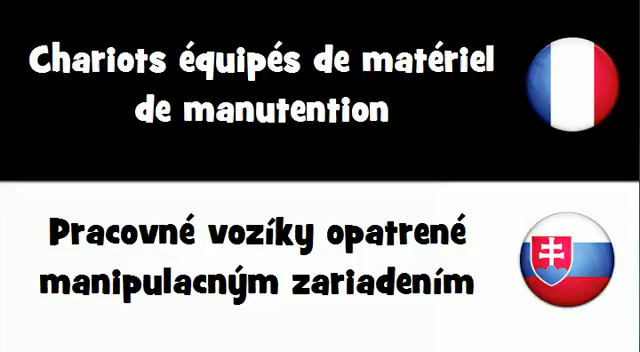 Chariots équipés de matériel
de manutention
Pracovné vozíky opatrené
manipulacným zariadením